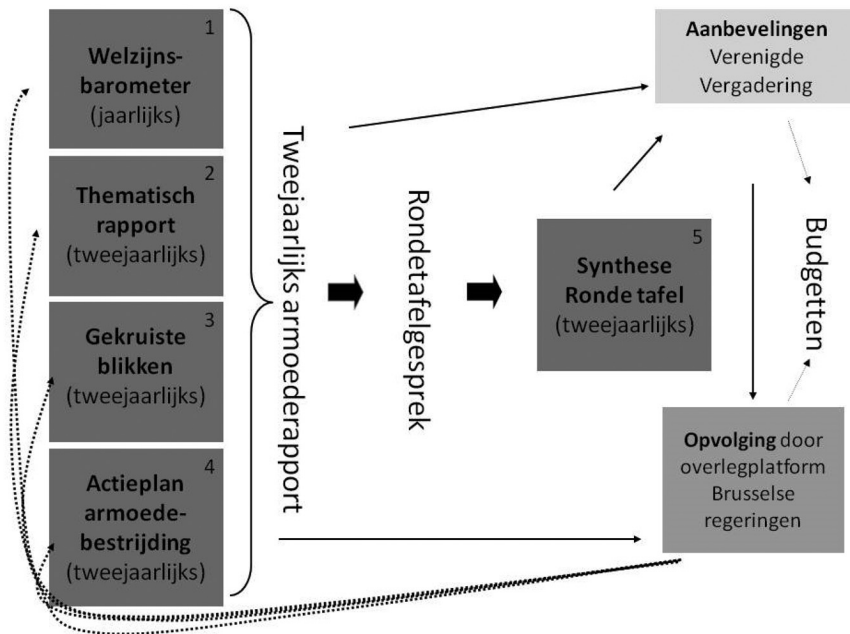 1
Welzijns-
barometer
(jaarlijks)
2
Thematisch
rapport
(tweejaarlijks)
3
Gekruiste
blikken
(tweejaarlijks)
4
Actieplan
armoede-
bestrijding
(tweejaarlijks)
Tweejaarlijks armoederapport
Rondetafelgesprek
5
Synthese
Ronde tafel
(tweejaarlijks)
Aanbevelingen
Verenigde
Vergadering
Budgetten
Opvolging door
overlegplatform
Brusselse
regeringen